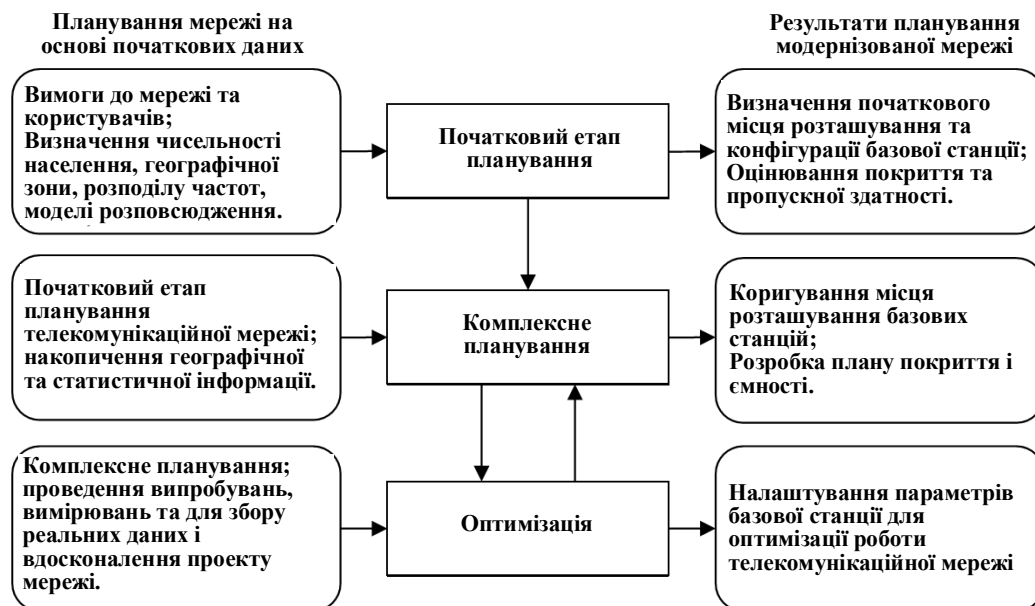 Планування мережі на
основі початкових даних
Результати планування
модернізованої мережі
Вимоги до мережі та
користувачів;
Визначення чисельності
населення, географічної
зони, розподілу частот,
моделі розповсюдження.
Початковий етап
планування
Визначення початкового
місця розташування та
конфігурації базової станції;
Оцінювання покриття та
пропускної здатності.
Початковий етап
планування
телекомунікаційної мережі;
накопичення географічної
та статистичної інформації.
Комплексне
планування
Коригування місця
розташування базових
станцій;
Розробка плану покриття і
ємності.
Комплексне планування;
проведення випробувань,
вимірювань та для збору
реальних даних і
вдосконалення проекту
мережі.
Оптимізація
Налаштування параметрів
базової станції для
оптимізації роботи
телекомунікаційної мережі